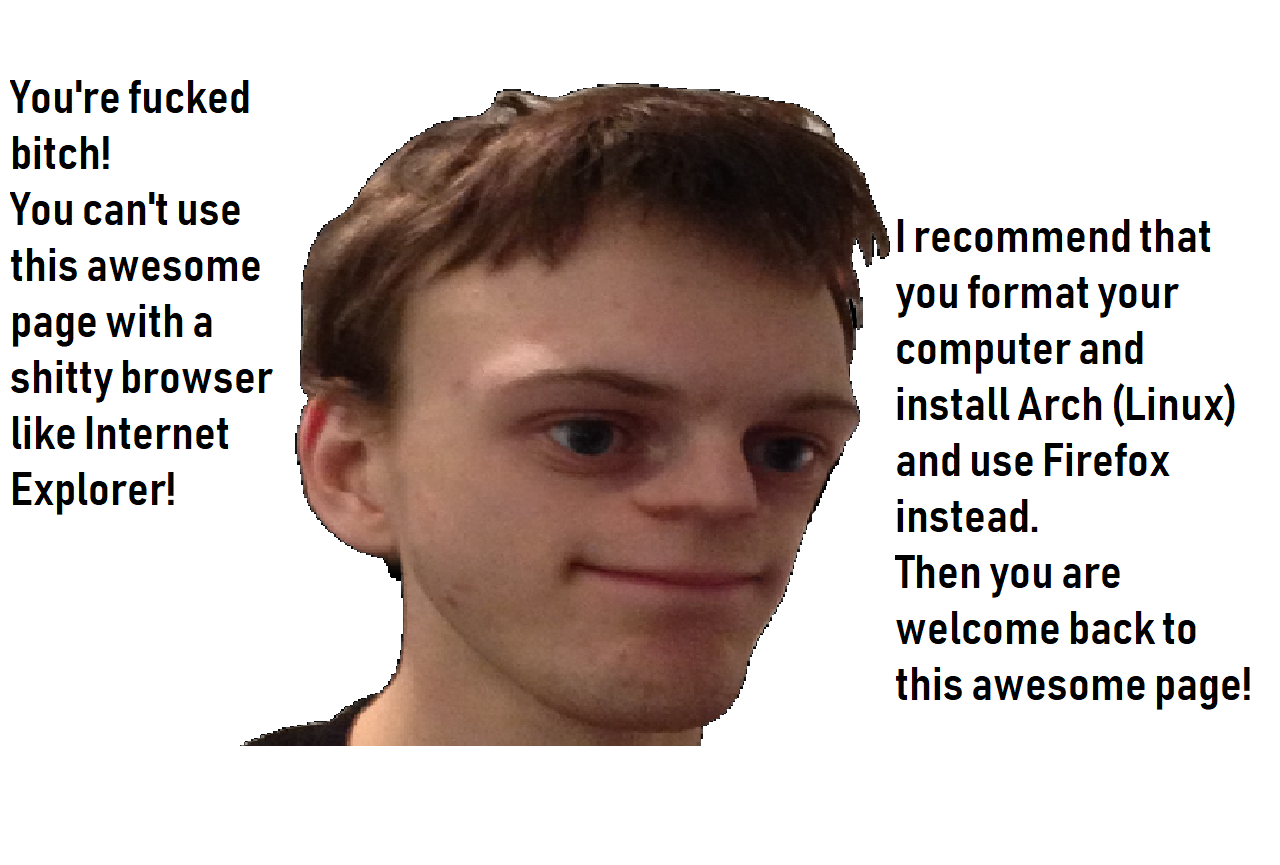 You're fucked
bitch!
You can't use
this awesome
page with a
shitty browser
like Internet
Explorer!
I recommend that
you format your
computer and
install Arch (Linux)
and use Firefox
instead.
Then you are
welcome back to
this awesome page!